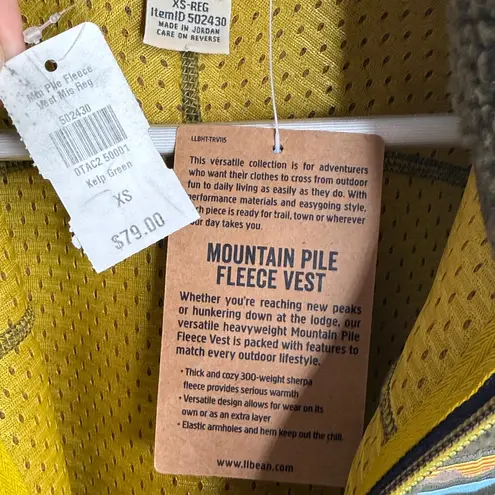 XS-REG
ItemID 502430
MADE IN JORDAN
CARE ON REVERSE
Mtn Pile Fleece
Vest Mis Reg
502430
0TAC2 50001
Kelp Green
XS
$79.00
LLBHT-TRV115
This versatile collection is for adventurers
who want their clothes to cross from outdoor
fun to daily living as easily as they do. With
performance materials and easygoing style,
each piece is ready for trail, town or wherever
your day takes you.
MOUNTAIN PILE
FLEECE VEST
Whether you're reaching new peaks
or hunkering down at the lodge, our
versatile heavyweight Mountain Pile
Fleece Vest is packed with features to
match every outdoor lifestyle.
• Thick and cozy 300-weight sherpa
fleece provides serious warmth
• Versatile design allows for wear on its
own or as an extra layer
• Elastic armholes and hem keep out the chill
www.llbean.com